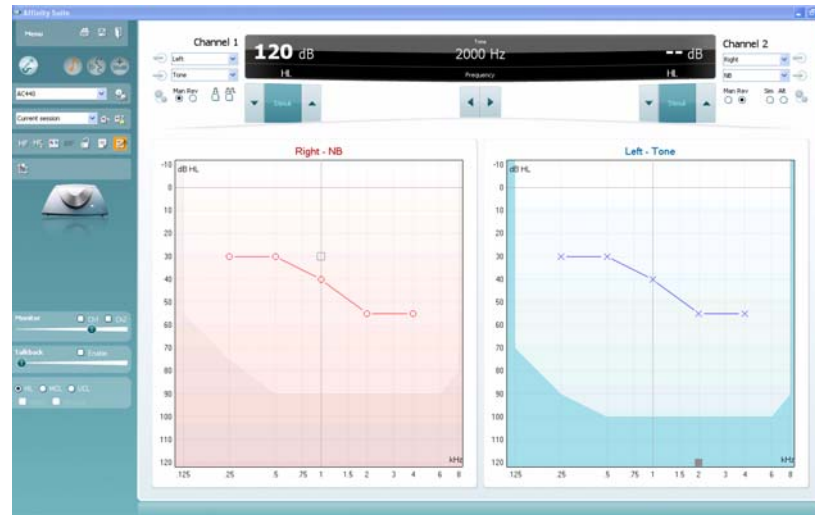 Affinity Suite
Menu
Channel 1
Left
Tone
Man Rev
120 dB
HL
Tone
2000 Hz
Frequency
-- dB
HL
Channel 2
Right
NB
Man Rev Sim Alt
Stimuli
Stimuli
AC440
Current session
HF
Monitor Ch1 Ch2
Talkback Enable
HL MCL UCL
Right - NB
dB HL
-10
0
10
20
30
40
50
60
70
80
90
100
110
120
kHz
.125 .25 .5 .75 1 1.5 2 3 4 6 8
Left - Tone
dB HL
-10
0
10
20
30
40
50
60
70
80
90
100
110
120
kHz
.125 .25 .5 .75 1 1.5 2 3 4 6 8